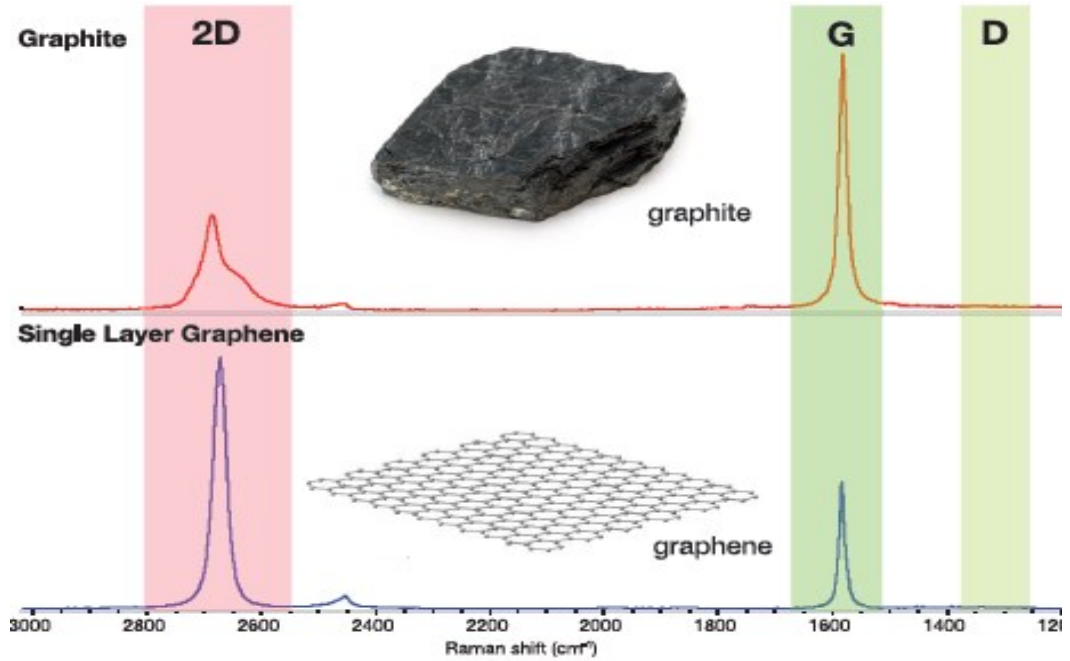 Graphite
2D
G
D
graphite
Single Layer Graphene
graphene
3000 2800 2600 2400 2200 2000 1800 1600 1400 120
Raman shift (cm⁻¹)